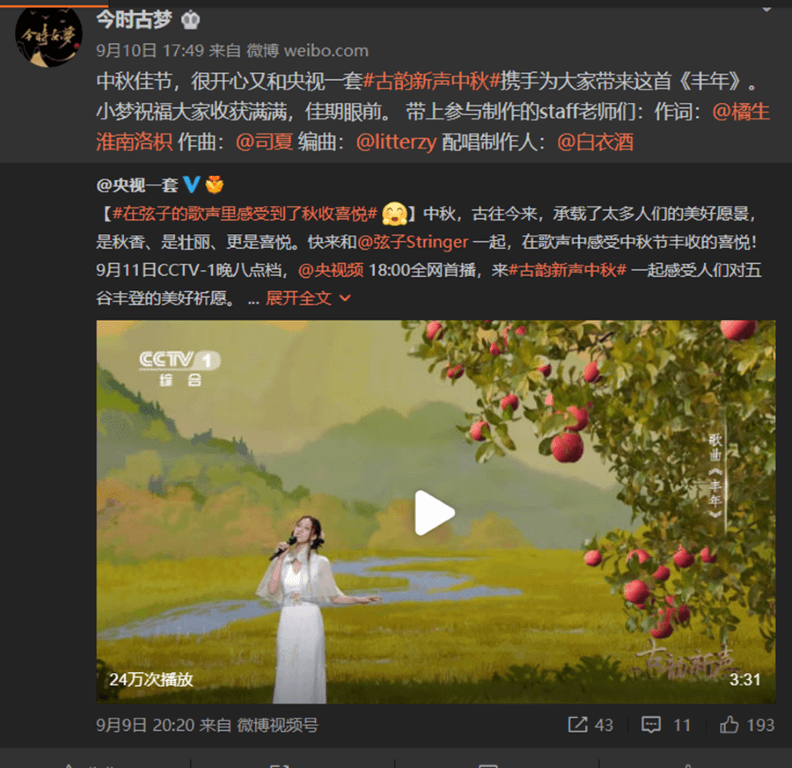 今时古梦
今時古夢
9月10日 17:49 来自 微博 weibo.com
中秋佳节，很开心又和央视一套#古韵新声中秋#携手为大家带来这首《丰年》。
小梦祝福大家收获满满，佳期眼前。 带上参与制作的staff老师们：作词：@橘生
淮南洛枳 作曲：@司夏 编曲：@litterzy 配唱制作人：@白衣酒
@央视一套
【#在弦子的歌声里感受到了秋收喜悦# 】中秋，古往今来，承载了太多人们的美好愿景，
是秋香、是壮丽、更是喜悦。快来和@弦子Stringer 一起，在歌声中感受中秋节丰收的喜悦！
9月11日CCTV-1晚八点档，@央视频 18:00全网首播，来#古韵新声中秋# 一起感受人们对五
谷丰登的美好祈愿。 ... 展开全文
CCTV 1
综合
歌曲《丰年》
古韵新声
24万次播放
3:31
9月9日 20:20 来自 微博视频号
43 11 193